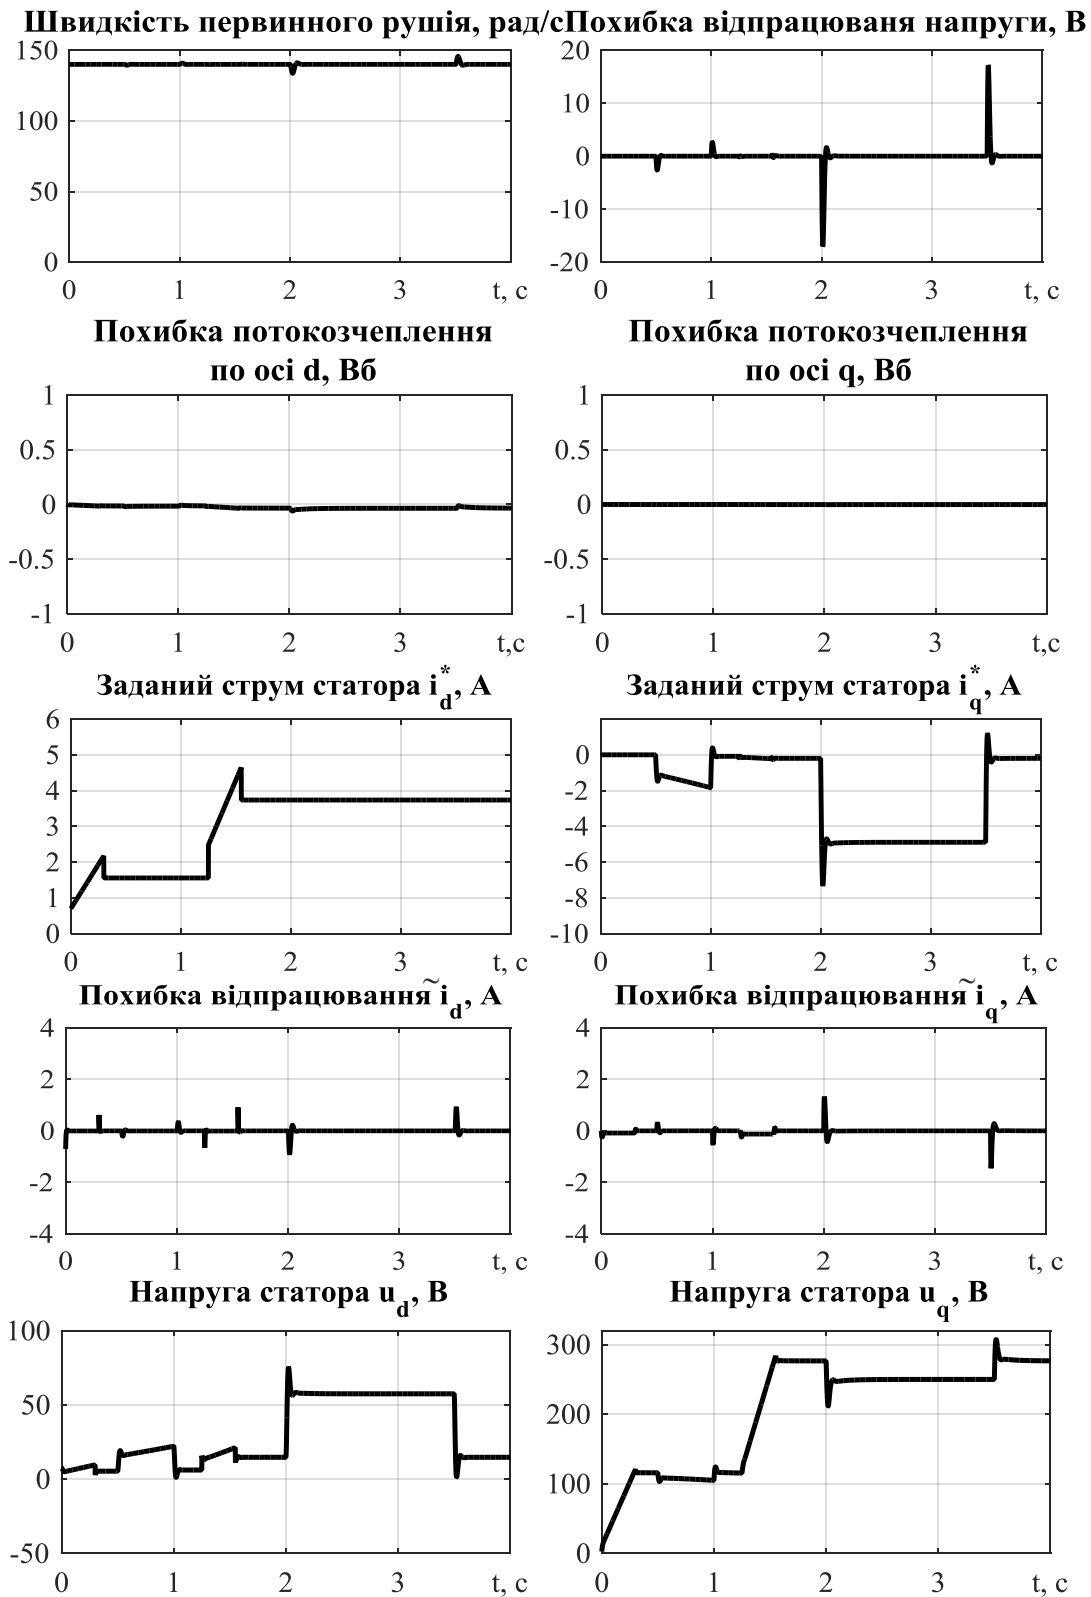 Швидкість первинного рушія, рад/с
150
100
50
0
0 1 2 3 t, с
Похибка відпрацюваня напруги, В
20
10
0
-10
-20
0 1 2 3 t, с
Похибка потокозчеплення
по осі d, Вб
1
0.5
0
-0.5
-1
0 1 2 3 t,с
Похибка потокозчеплення
по осі q, Вб
1
0.5
0
-0.5
-1
0 1 2 3 t,с
Заданий струм статора i*d, А
6
5
4
3
2
1
0
0 1 2 3 t, с
Заданий струм статора i*q, А
0
-2
-4
-6
-8
-10
0 1 2 3 t, с
Похибка відпрацювання ~id, А
4
2
0
-2
-4
0 1 2 3 t, с
Похибка відпрацювання ~iq, А
4
2
0
-2
-4
0 1 2 3 t, с
Напруга статора ud, В
100
50
0
-50
0 1 2 3 t, с
Напруга статора uq, В
300
200
100
0
0 1 2 3 t, с